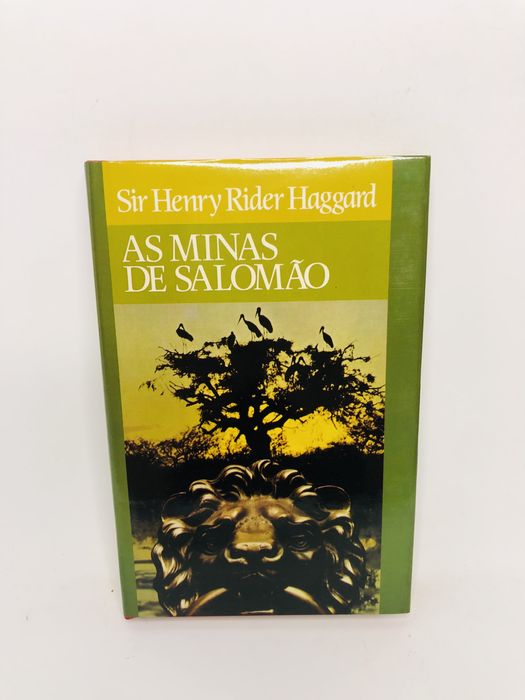 Sir Henry Rider Haggard
AS MINAS
DE SALOMÃO